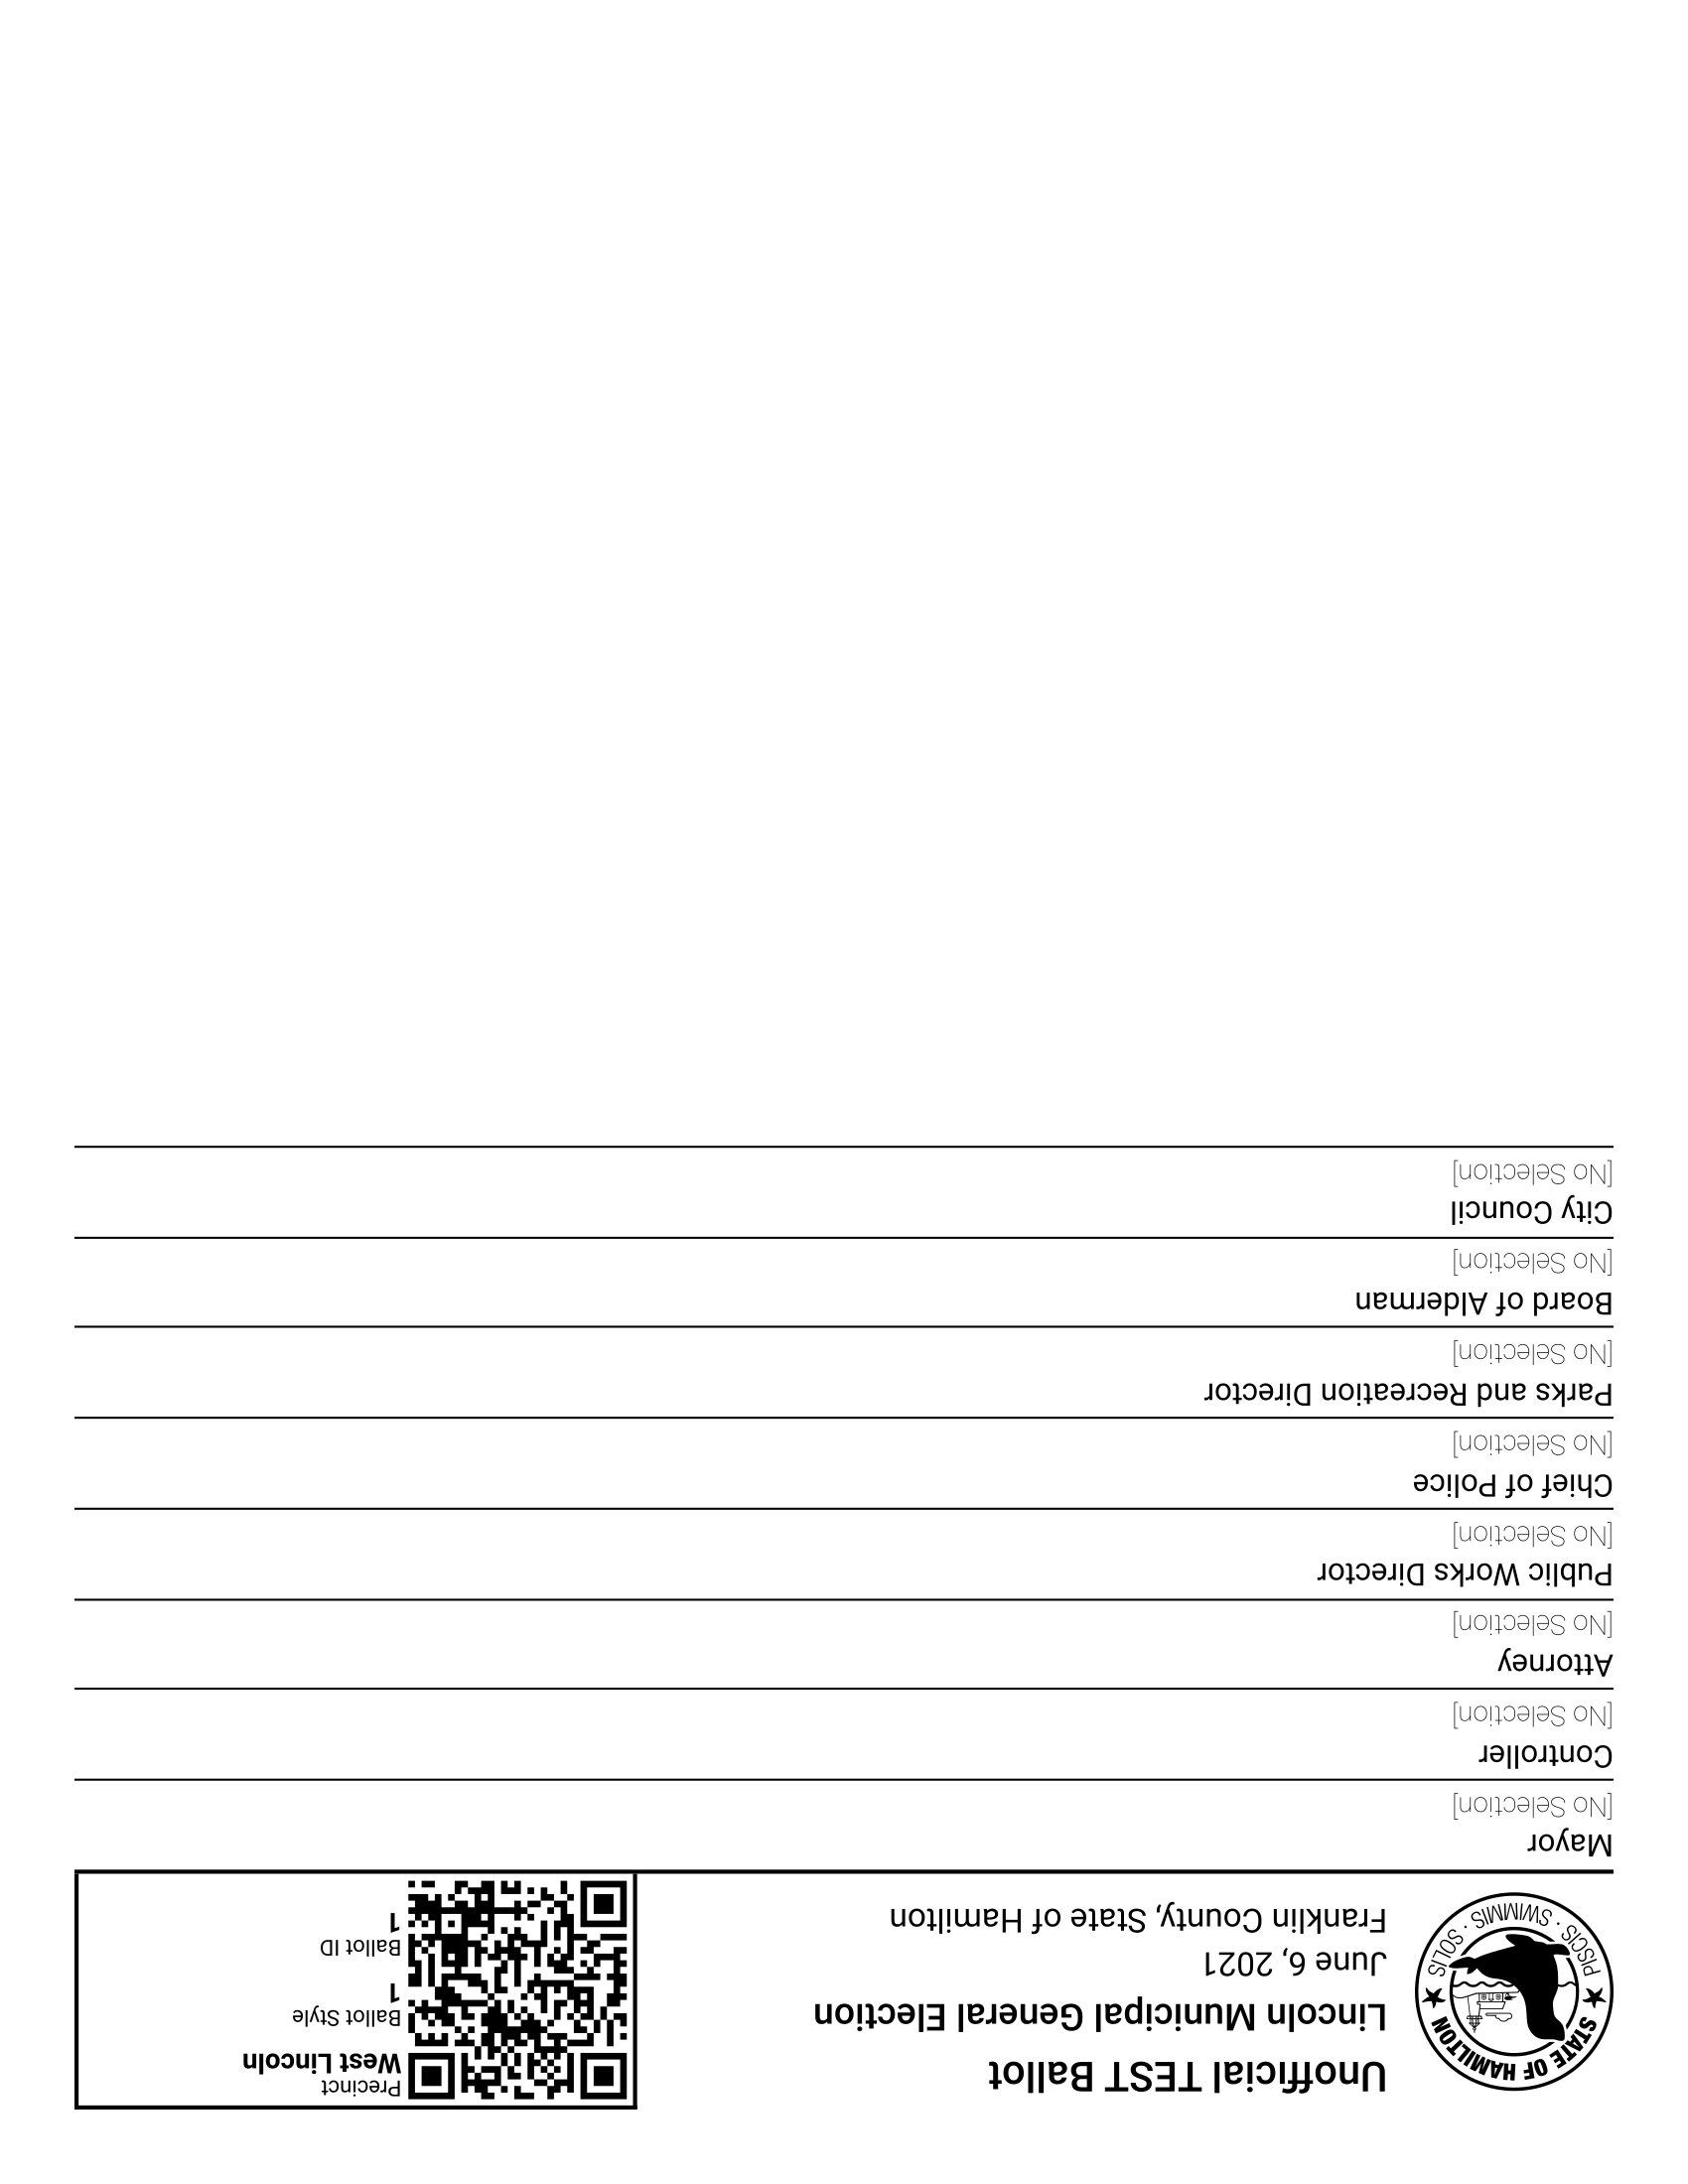 STATE OF HAMILTON
PISCIS · SWIMMIS · SOLIS
Unofficial TEST Ballot
Lincoln Municipal General Election
June 6, 2021
Franklin County, State of Hamilton
Precinct
West Lincoln
Ballot Style
1
Ballot ID
1
Mayor
[No Selection]
Controller
[No Selection]
Attorney
[No Selection]
Public Works Director
[No Selection]
Chief of Police
[No Selection]
Parks and Recreation Director
[No Selection]
Board of Alderman
[No Selection]
City Council
[No Selection]